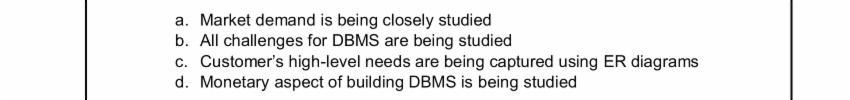 a. Market demand is being closely studied
b. All challenges for DBMS are being studied
c. Customer's high-level needs are being captured using ER diagrams
d. Monetary aspect of building DBMS is being studied